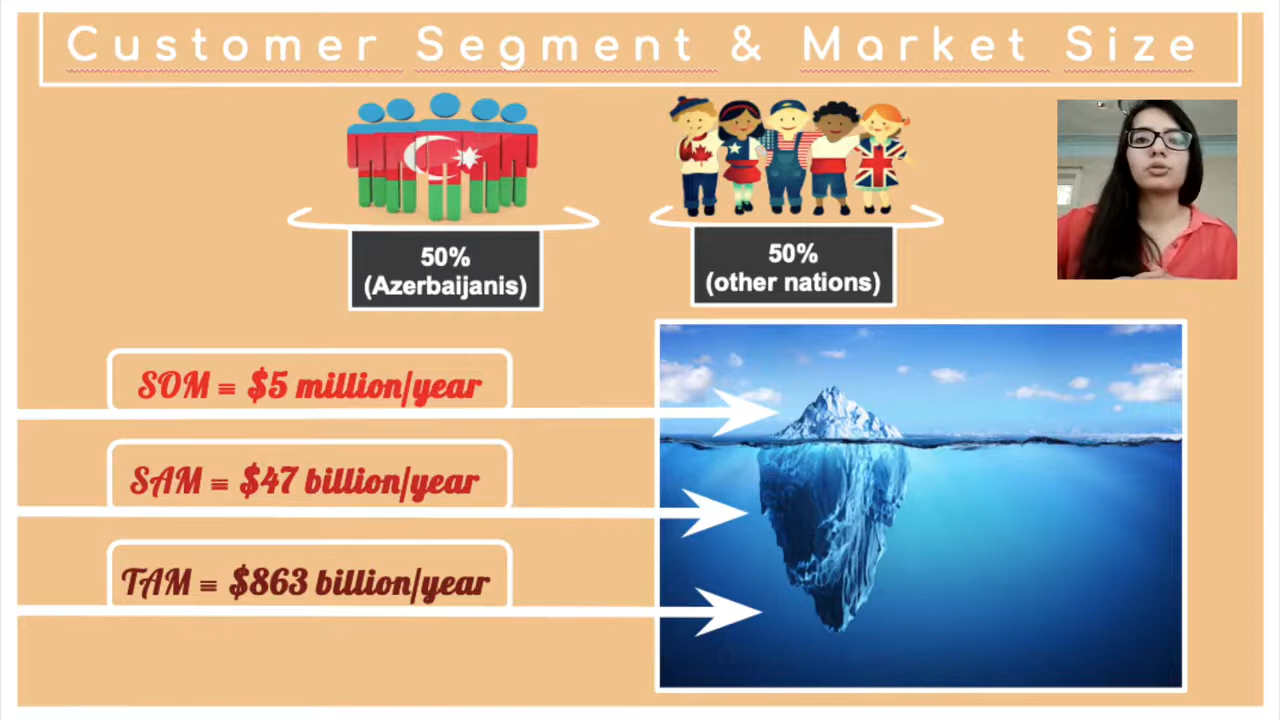 Customer Segment & Market Size
50%
(Azerbaijanis)
50%
(other nations)
SOM = $5 million/year
SAM = $47 billion/year
TAM = $863 billion/year